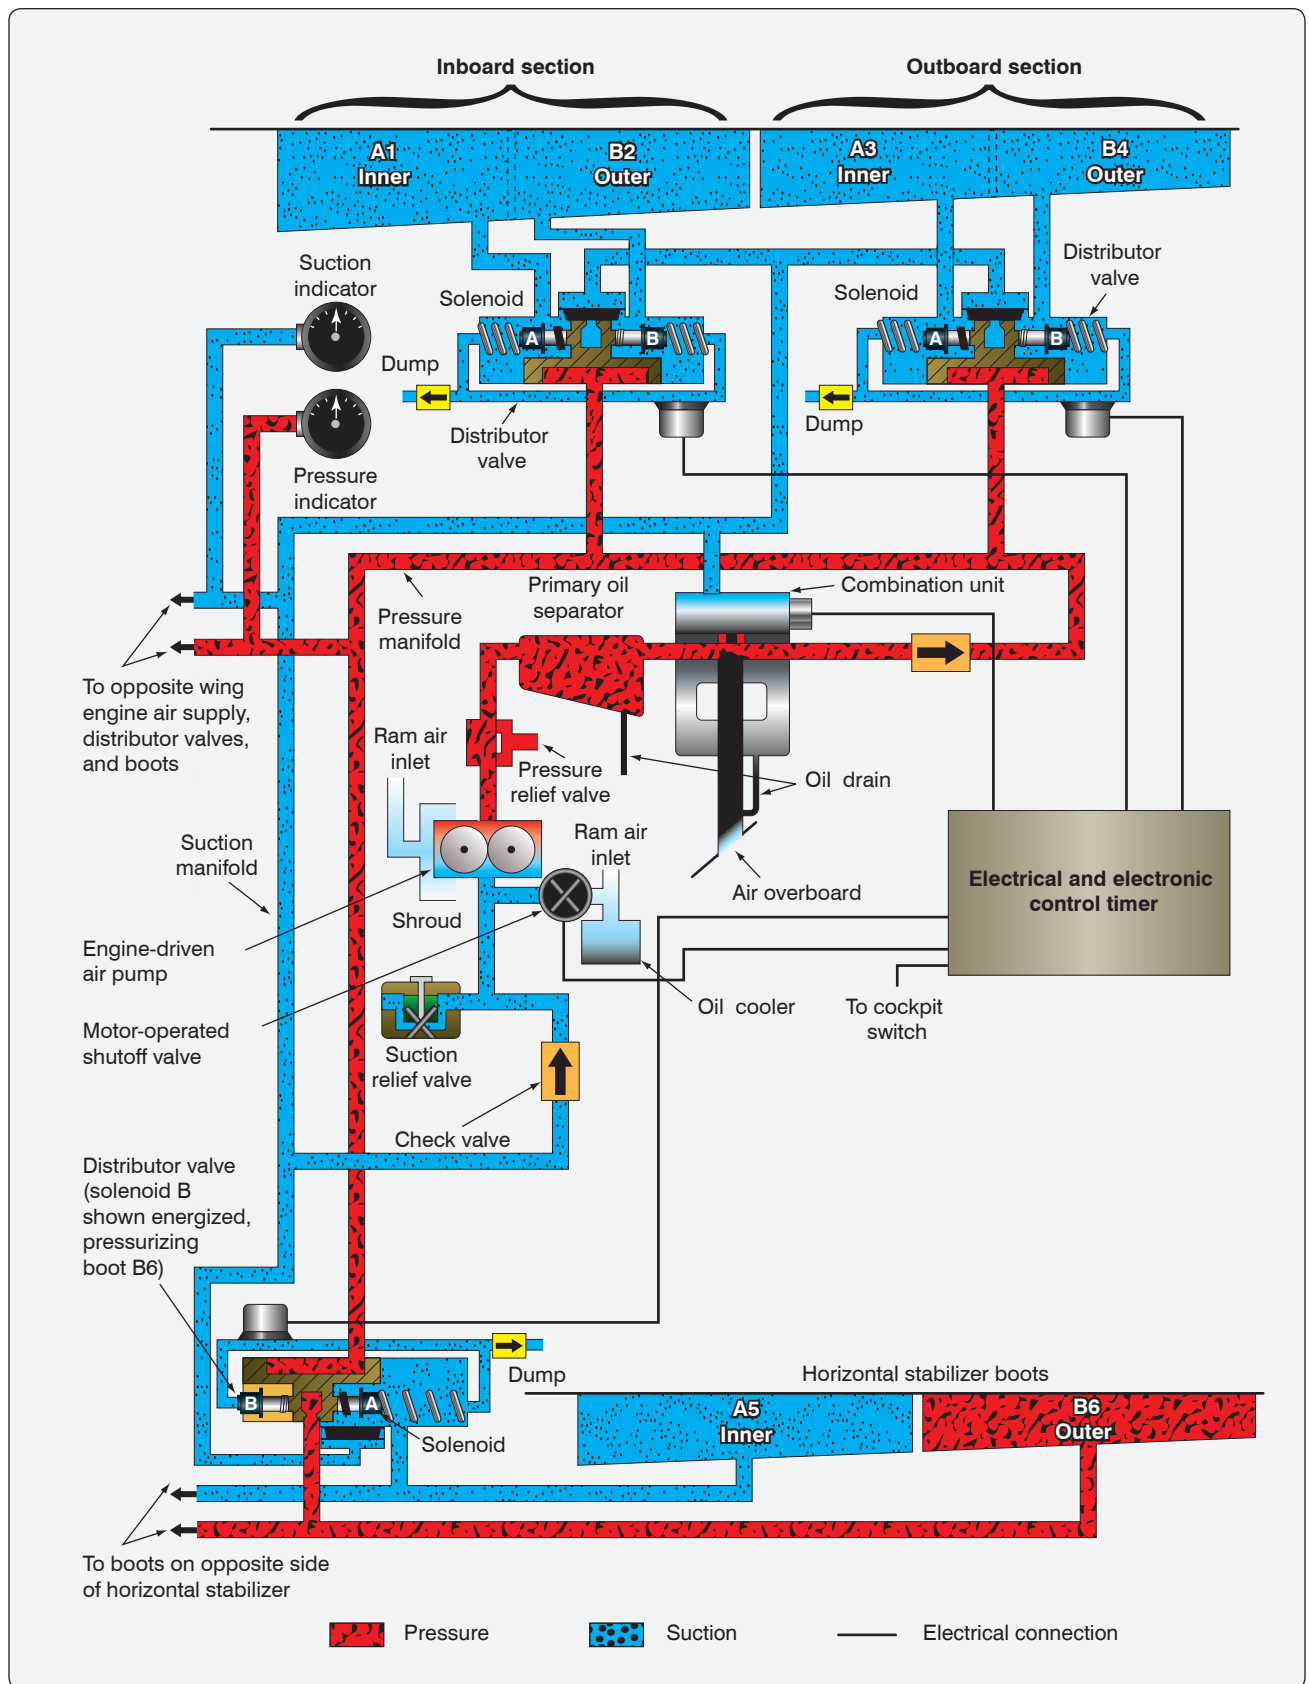 Inboard section
Outboard section
A1
Inner
B2
Outer
A3
Inner
B4
Outer
Suction
indicator
Solenoid
Solenoid
Distributor
valve
A
B
A
B
Dump
Dump
Distributor
valve
Pressure
indicator
Primary oil
separator
Combination unit
Pressure
manifold
To opposite wing
engine air supply,
distributor valves,
and boots
Ram air
inlet
Pressure
relief valve
Oil drain
Ram air
inlet
Suction
manifold
Air overboard
Electrical and electronic
control timer
Shroud
Engine-driven
air pump
Oil cooler
To cockpit
switch
Motor-operated
shutoff valve
Suction
relief valve
Check valve
Distributor valve
(solenoid B
shown energized,
pressurizing
boot B6)
Dump
Horizontal stabilizer boots
B
A
A5
Inner
B6
Outer
Solenoid
To boots on opposite side
of horizontal stabilizer
Pressure
Suction
Electrical connection